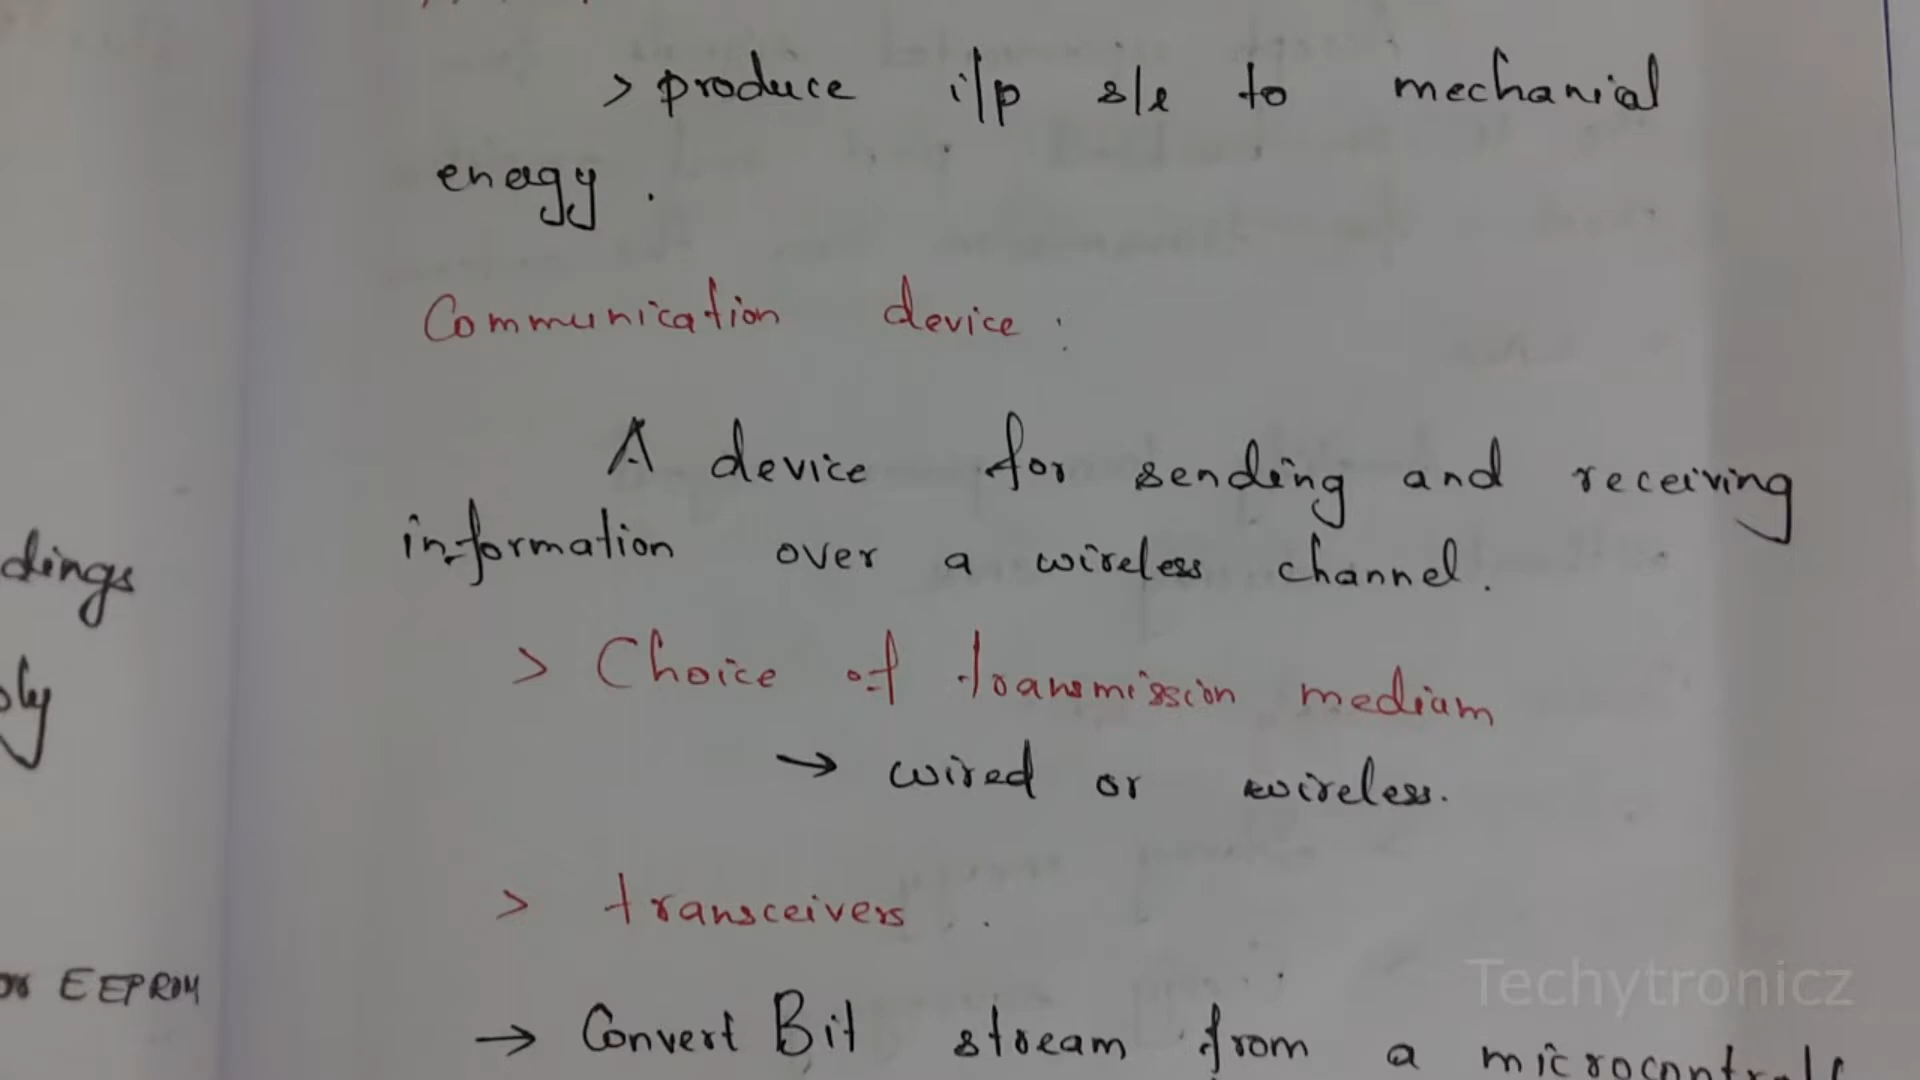 > produce i/p s/l to mechanial
enegy .
Communication device :
A device for sending and receiving
information over a wireless channel.
> Choice of transmission medium
→ wired or wireless.
> transceivers .
→ Convert Bit stream from a
dings
EEPROM
Techytronicz